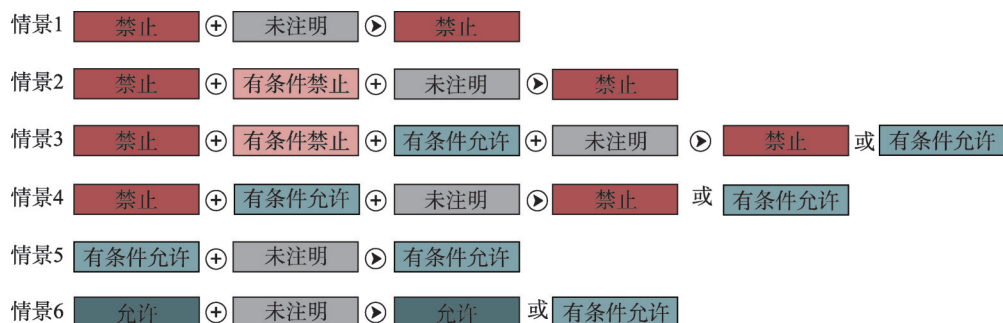 情景1 禁止 + 未注明 禁止
情景2 禁止 + 有条件禁止 + 未注明 禁止
情景3 禁止 + 有条件禁止 + 有条件允许 + 未注明 禁止 或 有条件允许
情景4 禁止 + 有条件允许 + 未注明 禁止 或 有条件允许
情景5 有条件允许 + 未注明 有条件允许
情景6 允许 + 未注明 允许 或 有条件允许